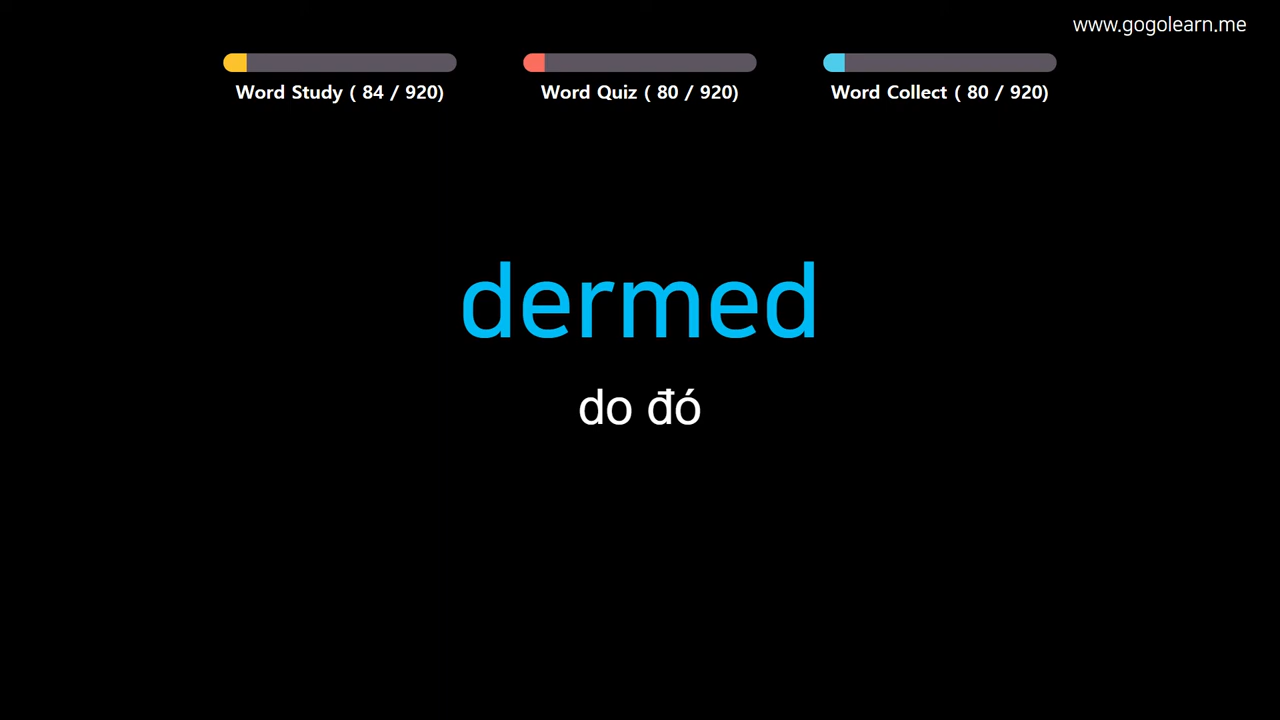 www.gogolearn.me
Word Study ( 84 / 920)
Word Quiz ( 80 / 920)
Word Collect ( 80 / 920)
dermed
do đó